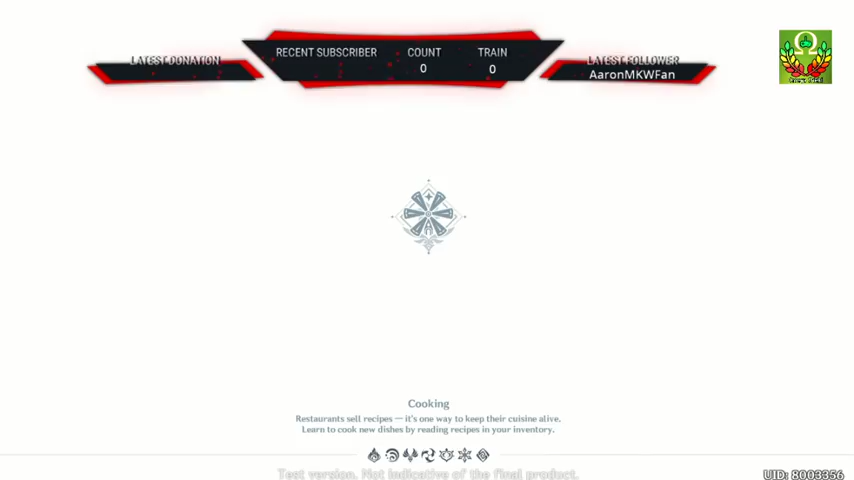 LATEST DONATION
RECENT SUBSCRIBER COUNT TRAIN
0 0
LATEST FOLLOWER
AaronMKWFan
Cooking
Restaurants sell recipes — it's one way to keep their cuisine alive.
Learn to cook new dishes by reading recipes in your inventory.
Test version. Not indicative of the final product.
UID: 8003356